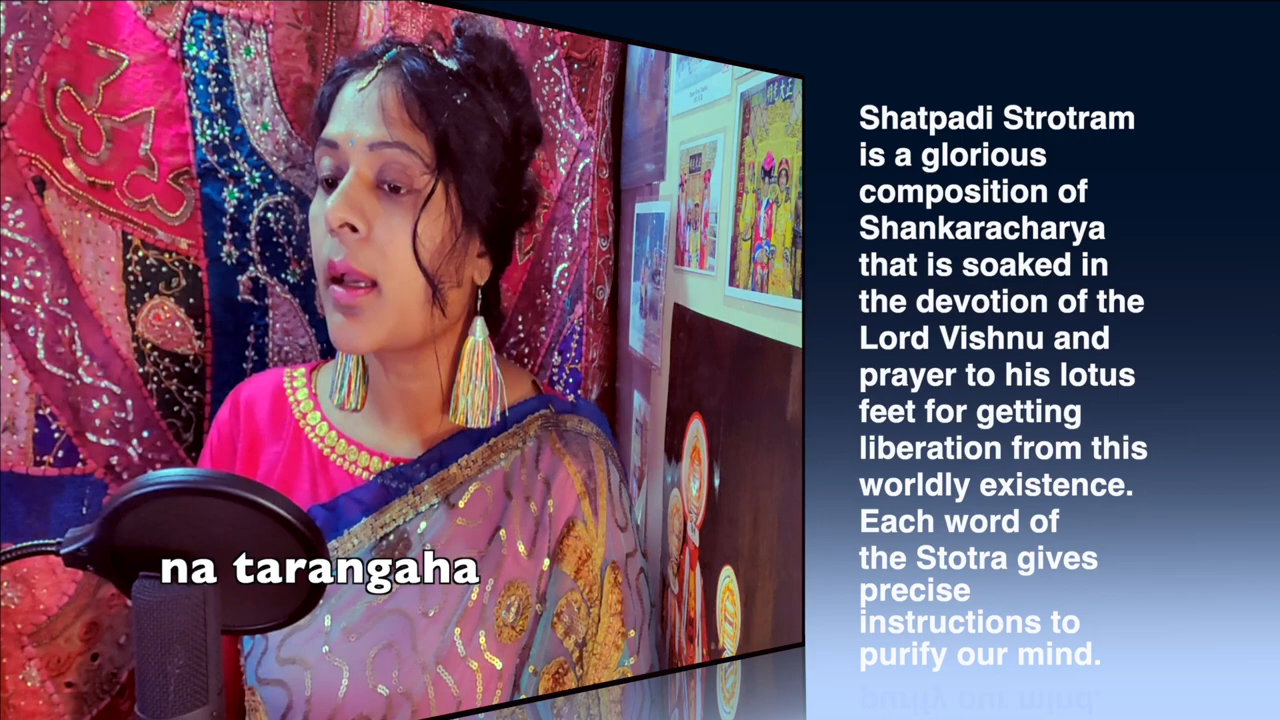 na tarangaha
Shatpadi Strotram
is a glorious
composition of
Shankaracharya
that is soaked in
the devotion of the
Lord Vishnu and
prayer to his lotus
feet for getting
liberation from this
worldly existence.
Each word of
the Stotra gives
precise
instructions to
purify our mind.